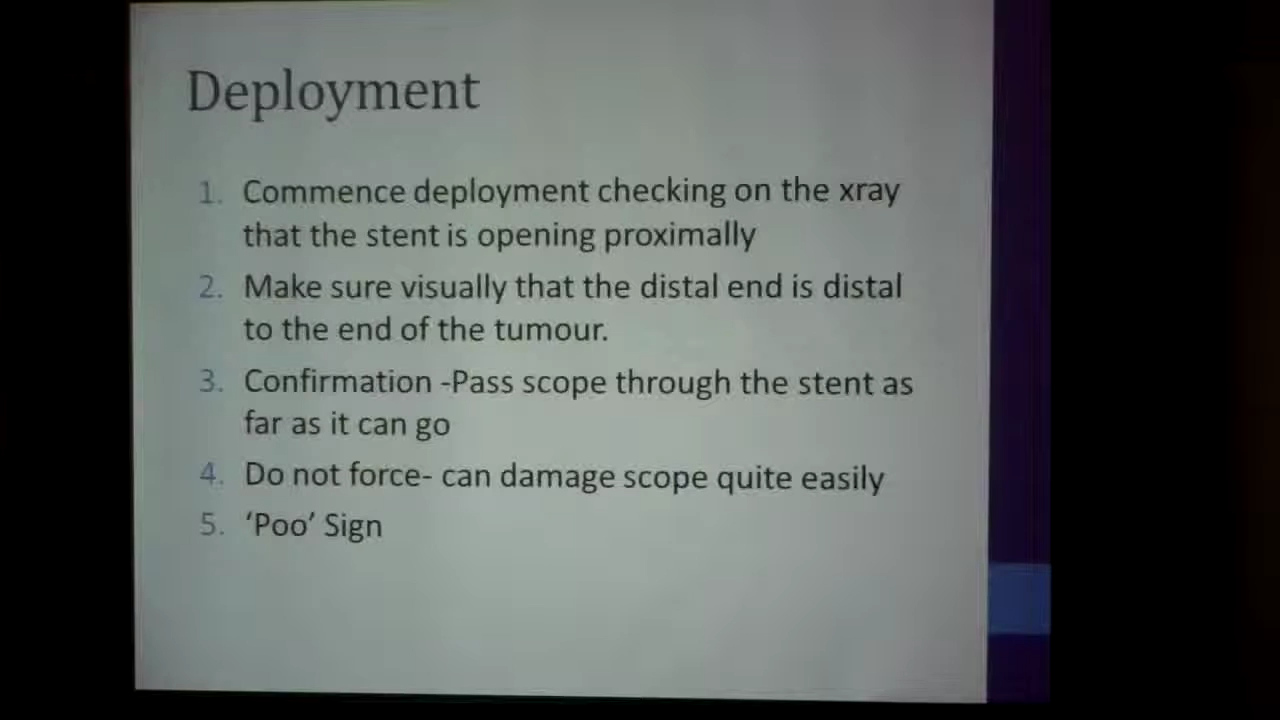 Deployment
1. Commence deployment checking on the xray
that the stent is opening proximally
2. Make sure visually that the distal end is distal
to the end of the tumour.
3. Confirmation -Pass scope through the stent as
far as it can go
4. Do not force- can damage scope quite easily
5. ‘Poo’ Sign